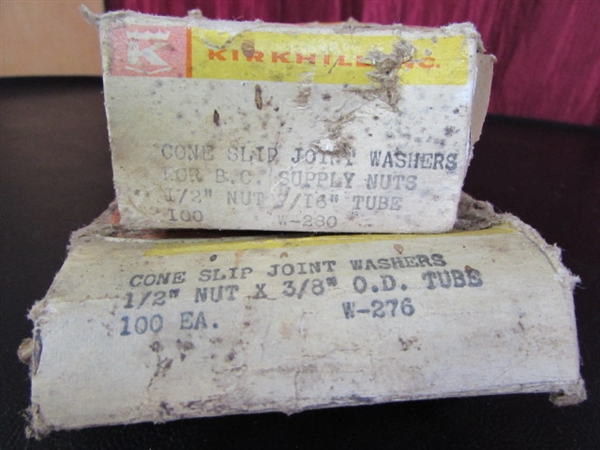 K KIRKHILL INC.
CONE SLIP JOINT WASHERS
FOR B.C. SUPPLY NUTS
1/2" NUT 7/16" TUBE
100 W-280
CONE SLIP JOINT WASHERS
1/2" NUT X 3/8" O.D. TUBE
100 EA. W-276